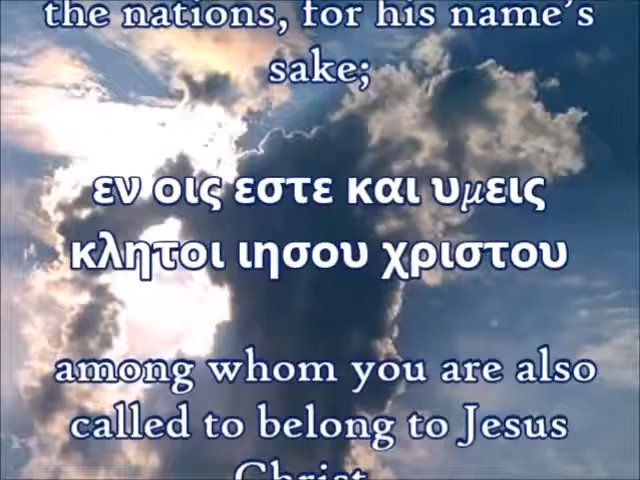 the nations, for his name's
sake;
εν οις εστε και υμεις
κλητοι ιησου χριστου
among whom you are also
called to belong to Jesus
Christ